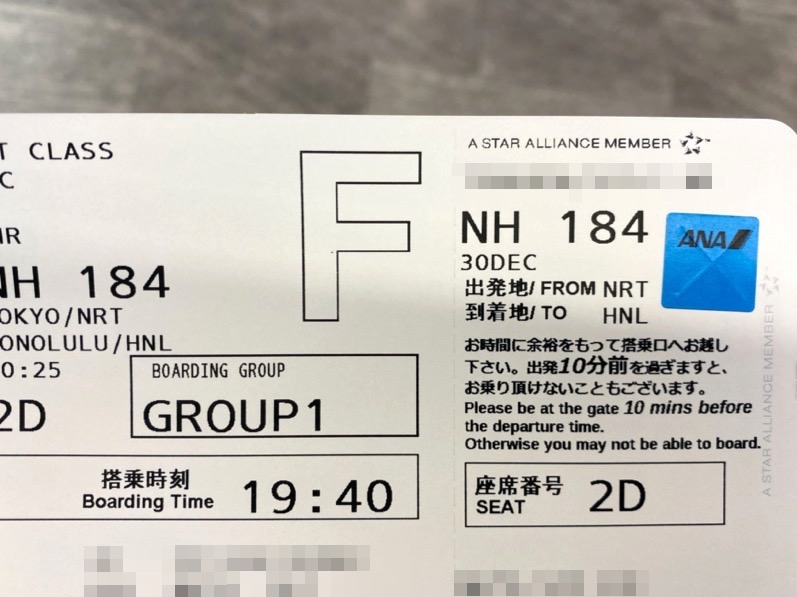 T CLASS
C
F
NH 184
OKYO/NRT
ONOLULU/HNL
0:25
2D
BOARDING GROUP
GROUP1
搭乗時刻
Boarding Time 19:40
A STAR ALLIANCE MEMBER
NH 184
ANA
30DEC
出発地/ FROM NRT
到着地/ TO HNL
お時間に余裕をもって搭乗口へお越し
下さい。出発10分前を過ぎますと、
お乗り頂けないこともございます。
Please be at the gate 10 mins before
the departure time.
Otherwise you may not be able to board.
座席番号
SEAT 2D
A STAR ALLIANCE MEMBER